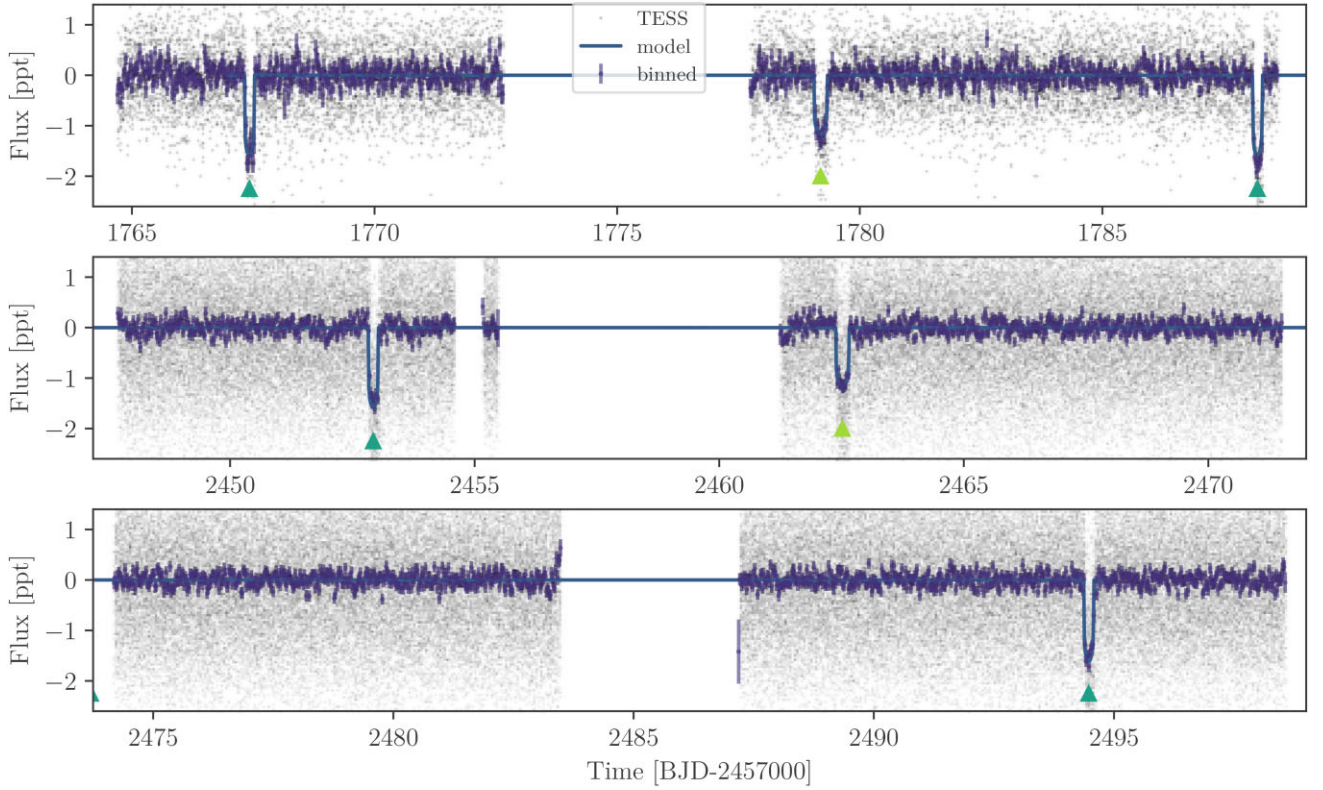 TESS
model
binned
Flux [ppt]
1
0
−1
−2
1765 1770 1775 1780 1785
Flux [ppt]
1
0
−1
−2
2450 2455 2460 2465 2470
Flux [ppt]
1
0
−1
−2
2475 2480 2485 2490 2495
Time [BJD-2457000]